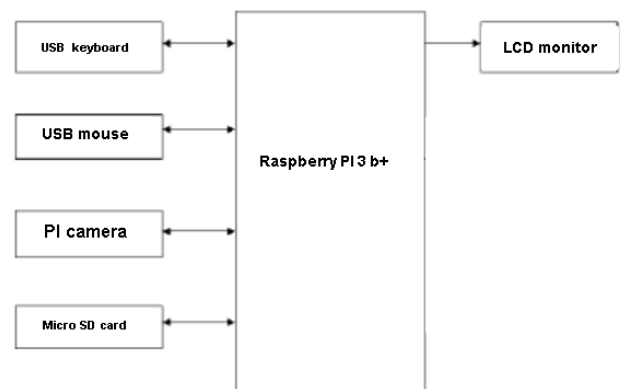 USB keyboard
LCD monitor
USB mouse
Raspberry PI 3 b+
PI camera
Micro SD card